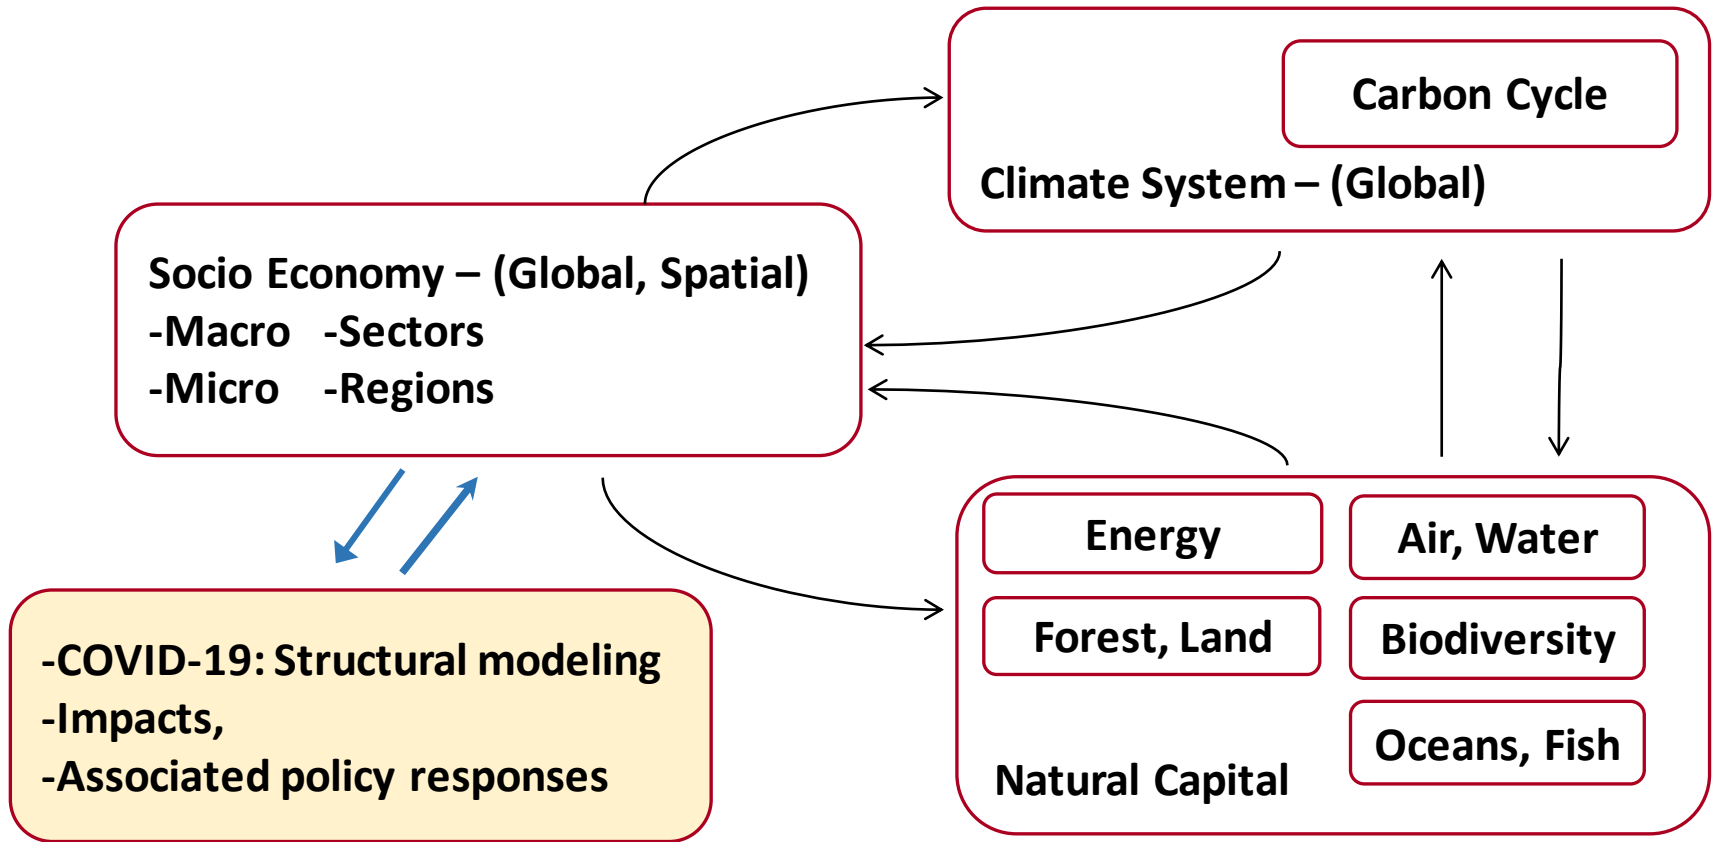 Carbon Cycle
Climate System – (Global)
Socio Economy – (Global, Spatial)
-Macro -Sectors
-Micro -Regions
Energy
Air, Water
Forest, Land
Biodiversity
Oceans, Fish
Natural Capital
-COVID-19: Structural modeling
-Impacts,
-Associated policy responses